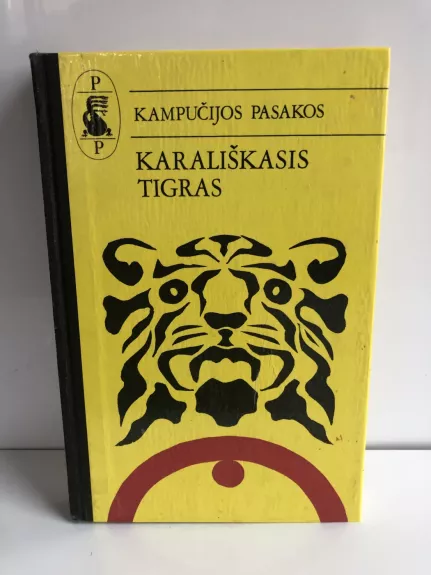 P
P
KAMPUČIJOS PASAKOS
KARALIŠKASIS
TIGRAS